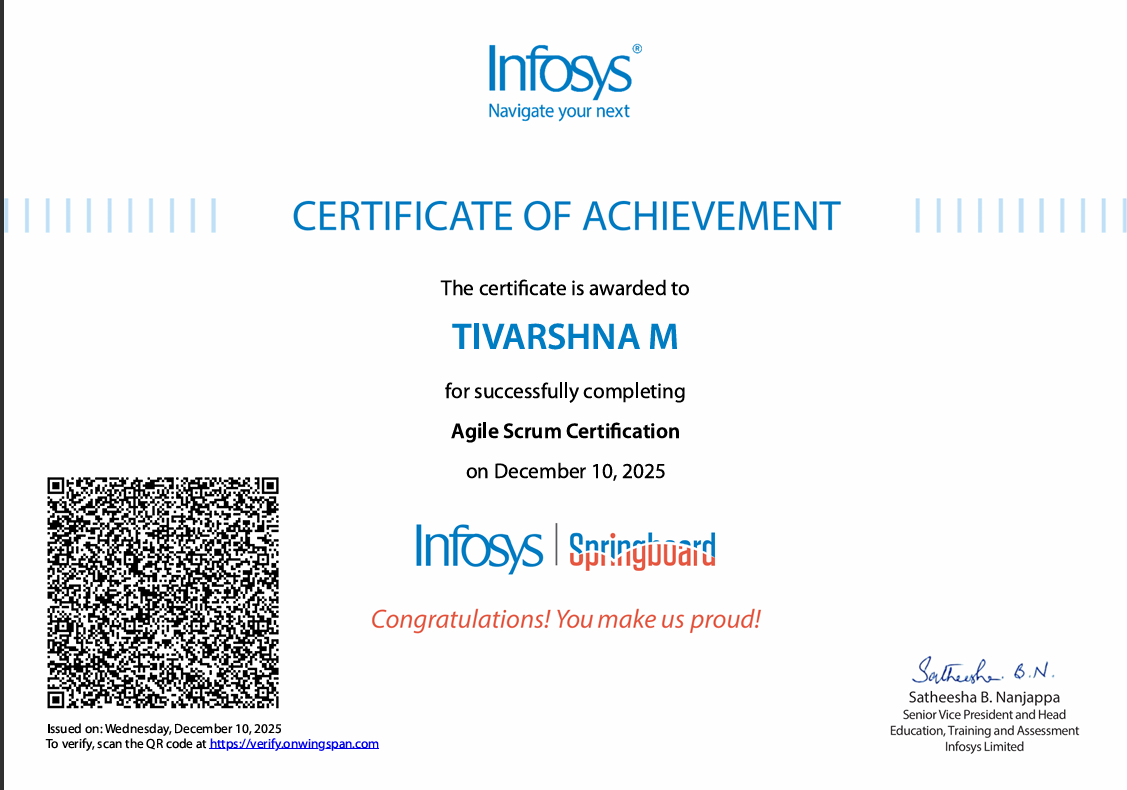 Infosys®
Navigate your next
CERTIFICATE OF ACHIEVEMENT
The certificate is awarded to
TIVARSHNA M
for successfully completing
Agile Scrum Certification
on December 10, 2025
Infosys | Springboard
Congratulations! You make us proud!
Satheesha B.N.
Satheesha B. Nanjappa
Senior Vice President and Head
Education, Training and Assessment
Infosys Limited
Issued on: Wednesday, December 10, 2025
To verify, scan the QR code at https://verify.onwingspan.com